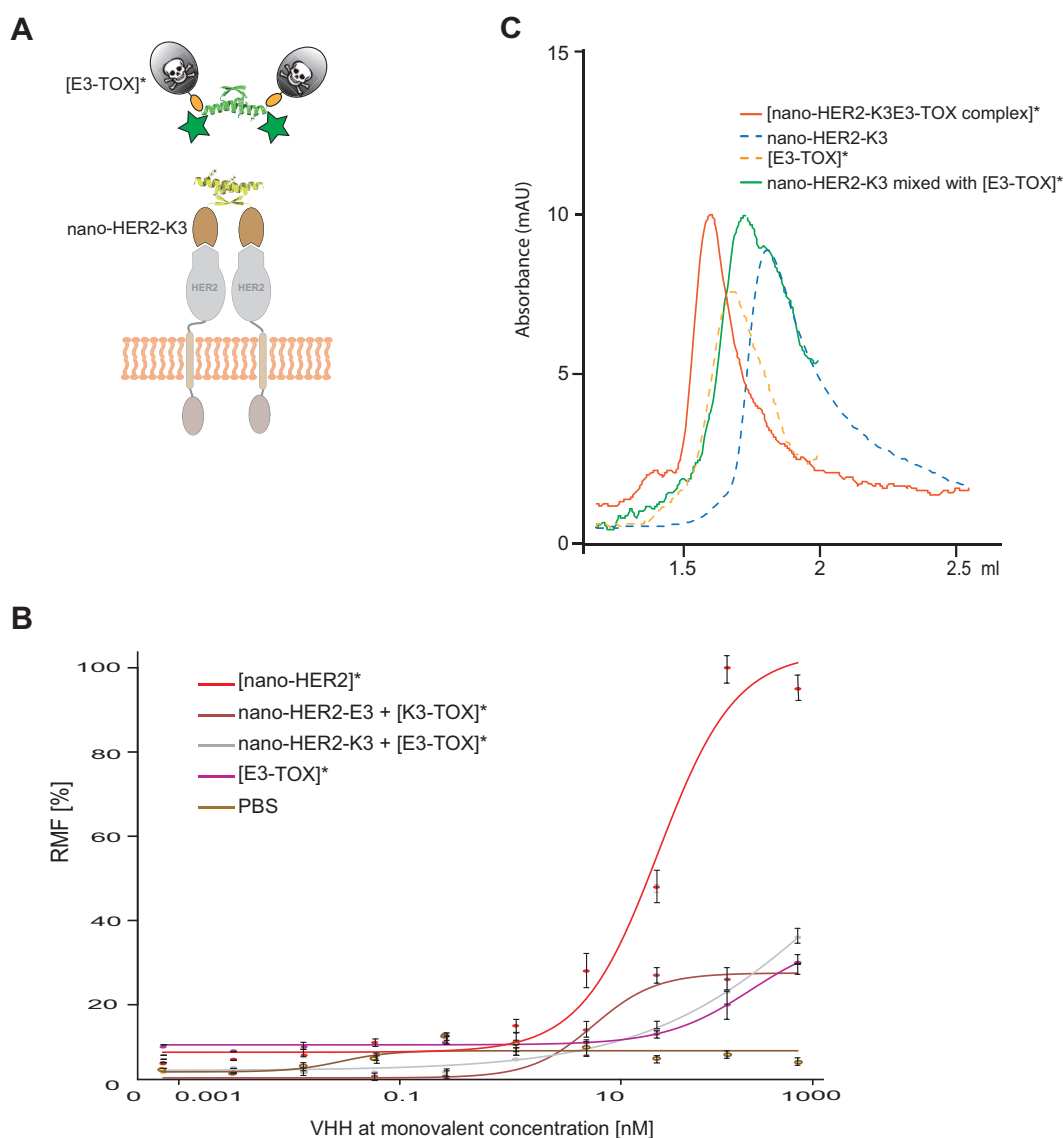 A
[E3-TOX]*
nano-HER2-K3
HER2
HER2
C
15
10
5
0
Absorbance (mAU)
1.5
2
2.5
ml
[nano-HER2-K3E3-TOX complex]*
nano-HER2-K3
[E3-TOX]*
nano-HER2-K3 mixed with [E3-TOX]*
B
100
80
60
40
20
0
RMF [%]
[nano-HER2]*
nano-HER2-E3 + [K3-TOX]*
nano-HER2-K3 + [E3-TOX]*
[E3-TOX]*
PBS
0
0.001
0.1
10
1000
VHH at monovalent concentration [nM]